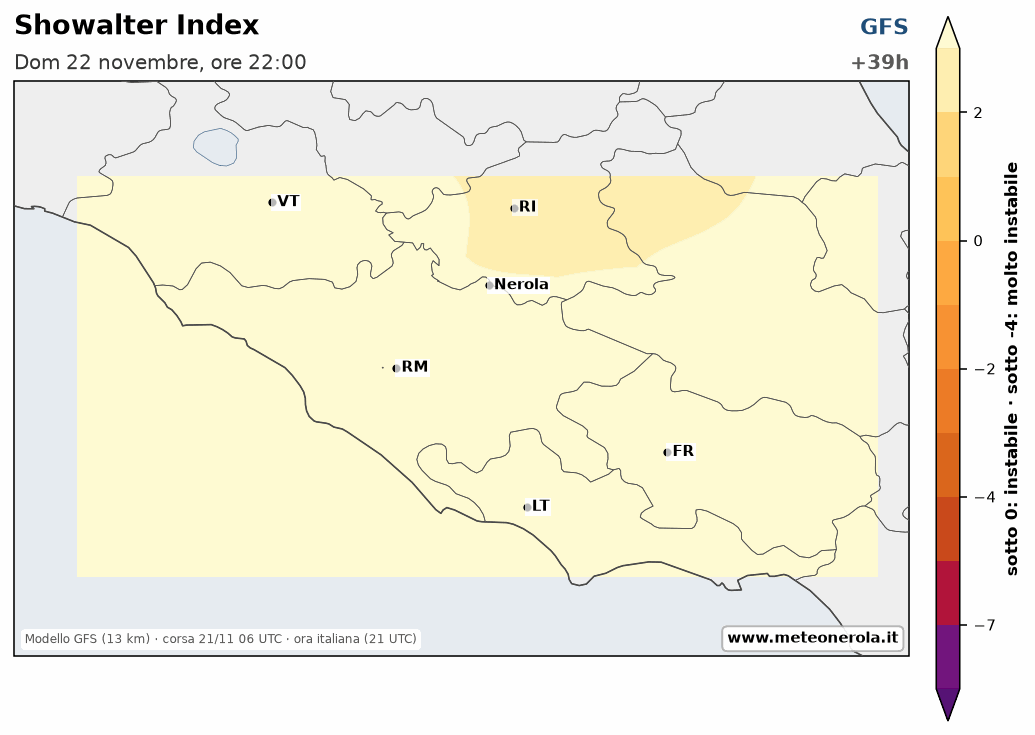 Showalter Index
GFS
Dom 22 novembre, ore 22:00
+39h
VT
RI
Nerola
RM
FR
LT
Modello GFS (13 km) · corsa 21/11 06 UTC · ora italiana (21 UTC)
www.meteonerola.it
2
0
−2
−4
−7
sotto 0: instabile · sotto -4: molto instabile